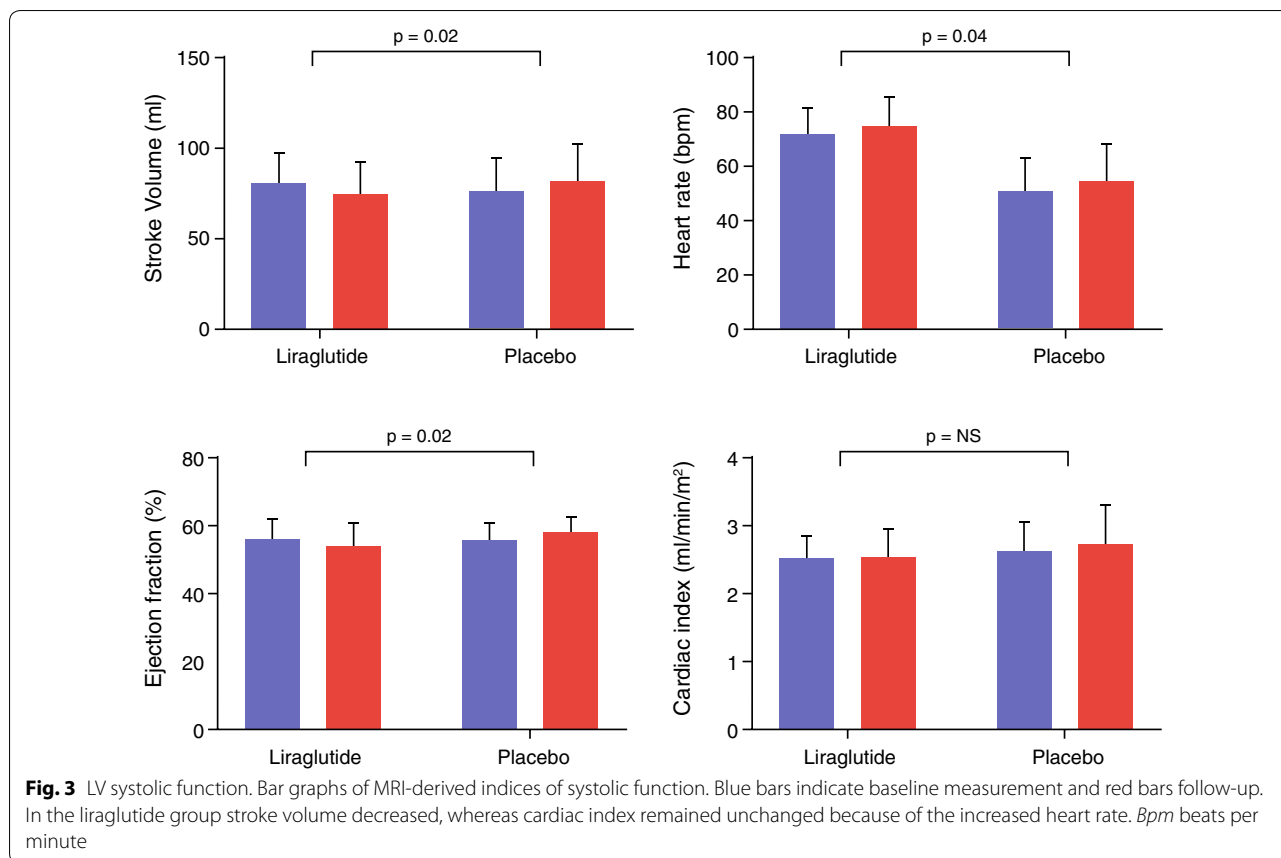 p = 0.02
150
100
50
0
Stroke Volume (ml)
Liraglutide
Placebo
p = 0.04
100
80
60
40
20
0
Heart rate (bpm)
Liraglutide
Placebo
p = 0.02
80
60
40
20
0
Ejection fraction (%)
Liraglutide
Placebo
p = NS
4
3
2
1
0
Cardiac index (ml/min/m²)
Liraglutide
Placebo
Fig. 3 LV systolic function. Bar graphs of MRI-derived indices of systolic function. Blue bars indicate baseline measurement and red bars follow-up.
In the liraglutide group stroke volume decreased, whereas cardiac index remained unchanged because of the increased heart rate. Bpm beats per
minute